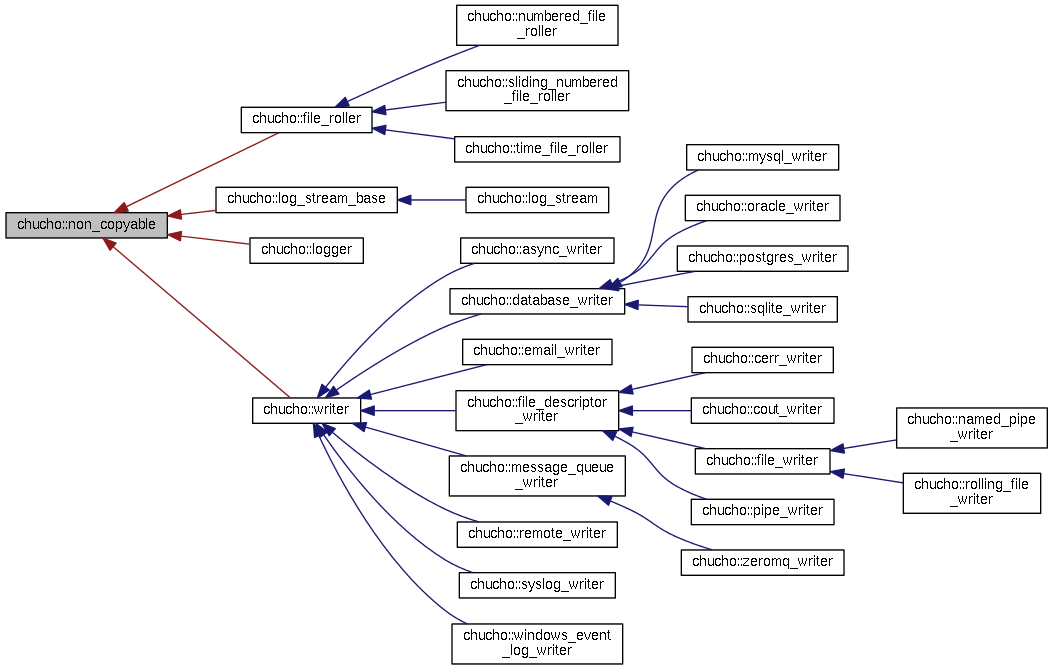 chucho::numbered_file
_roller
chucho::sliding_numbered
_file_roller
chucho::file_roller
chucho::time_file_roller
chucho::mysql_writer
chucho::log_stream_base
chucho::log_stream
chucho::oracle_writer
chucho::non_copyable
chucho::logger
chucho::async_writer
chucho::postgres_writer
chucho::database_writer
chucho::sqlite_writer
chucho::email_writer
chucho::cerr_writer
chucho::writer
chucho::file_descriptor
_writer
chucho::cout_writer
chucho::named_pipe
_writer
chucho::file_writer
chucho::message_queue
_writer
chucho::rolling_file
_writer
chucho::pipe_writer
chucho::remote_writer
chucho::zeromq_writer
chucho::syslog_writer
chucho::windows_event
_log_writer